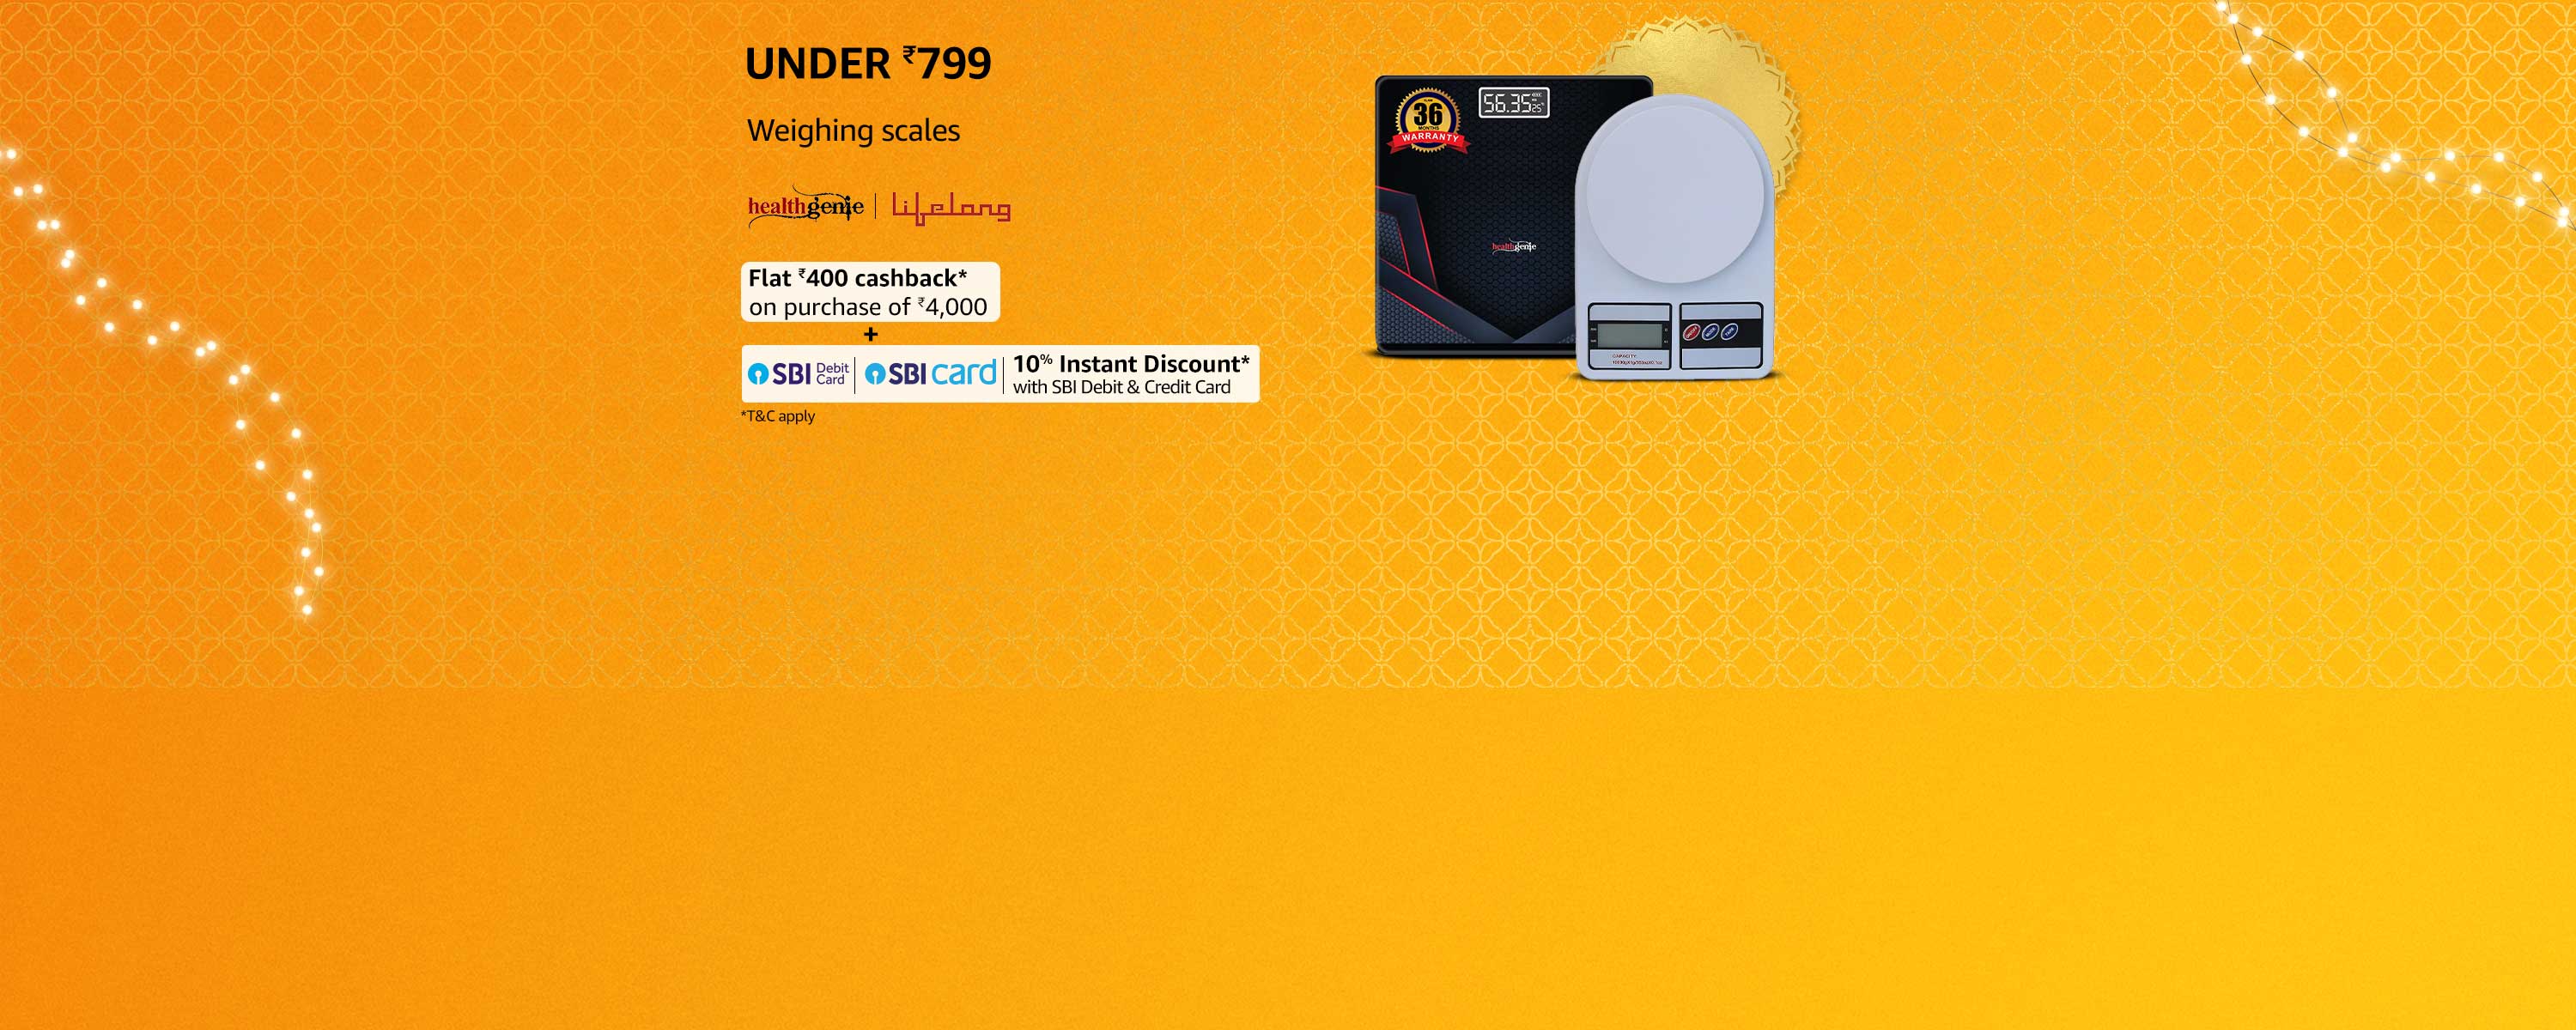 UNDER ₹799
Weighing scales
healthgenie | Lifelong
Flat ₹400 cashback*
on purchase of ₹4,000
+
SBI Debit Card | SBI card | 10% Instant Discount*
with SBI Debit & Credit Card
*T&C apply
36
MONTHS
WARRANTY
56.35
healthgenie
CAPACITY: